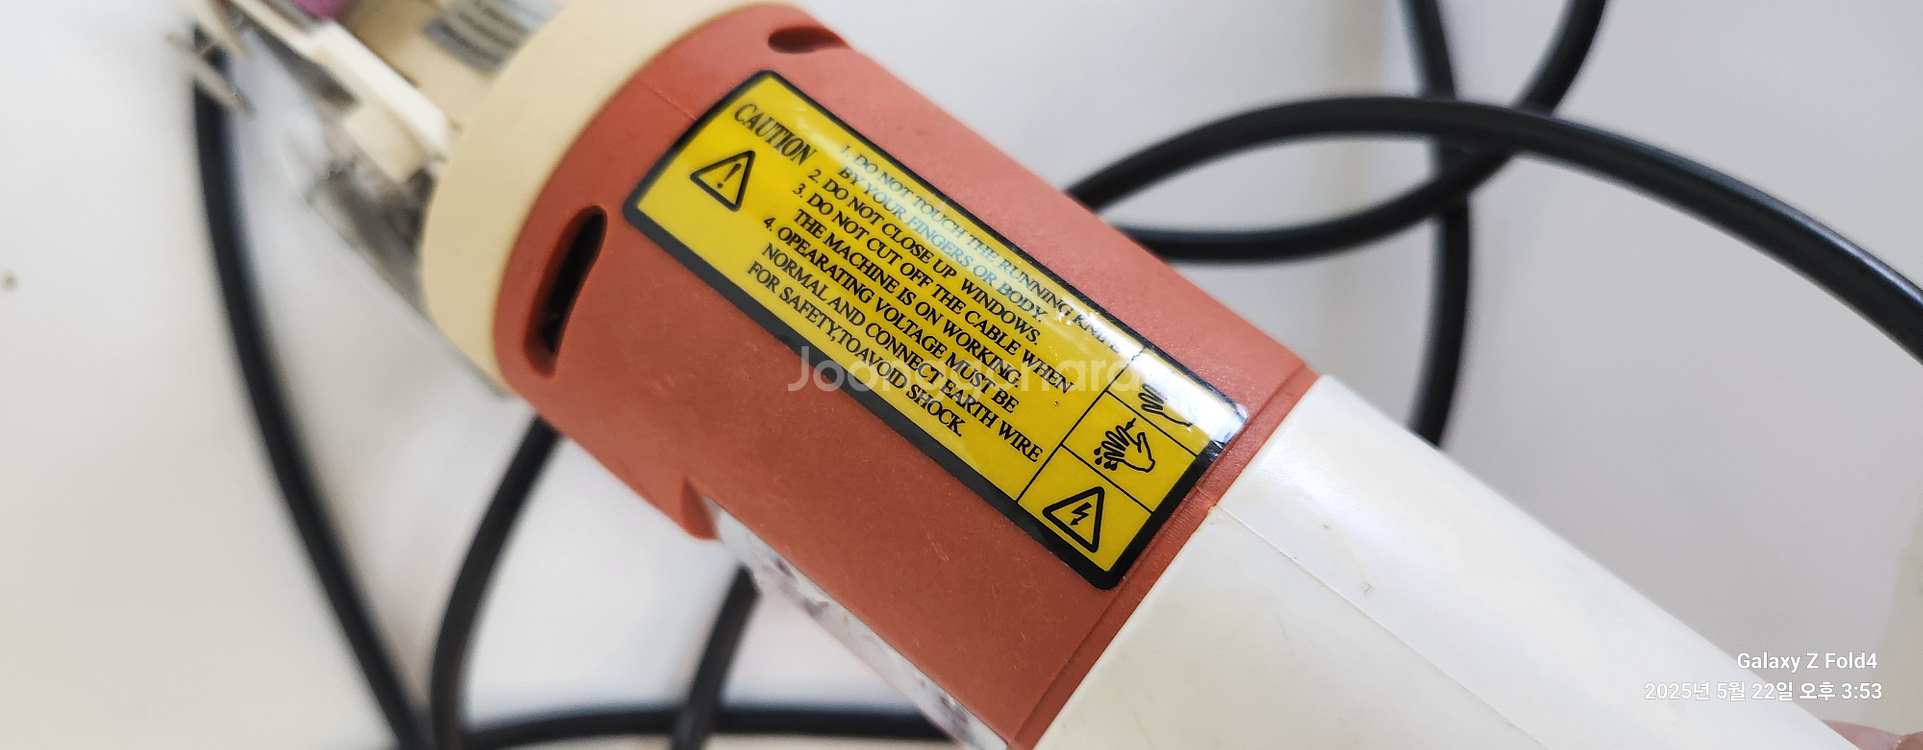 CAUTION
1. DO NOT TOUCH THE RUNNING KNIFE
BY YOUR FINGERS OR BODY.
2. DO NOT CLOSE UP WINDOWS.
3. DO NOT CUT OFF THE CABLE WHEN
THE MACHINE IS ON WORKING.
4. OPEARATING VOLTAGE MUST BE
NORMAL AND CONNECT EARTH WIRE
FOR SAFETY,TOAVOID SHOCK.
Joonggonara
Galaxy Z Fold4
2025년 5월 22일 오후 3:53